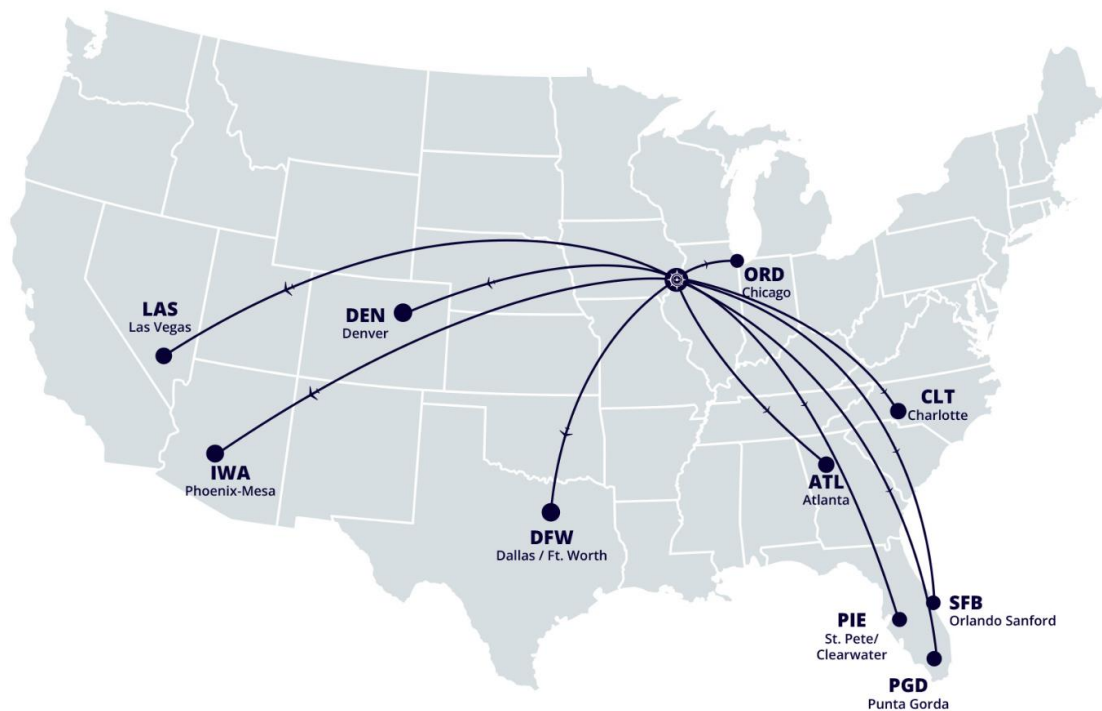 ORD
Chicago
LAS
Las Vegas
DEN
Denver
CLT
Charlotte
IWA
Phoenix-Mesa
ATL
Atlanta
DFW
Dallas / Ft. Worth
SFB
Orlando Sanford
PIE
St. Pete/
Clearwater
PGD
Punta Gorda